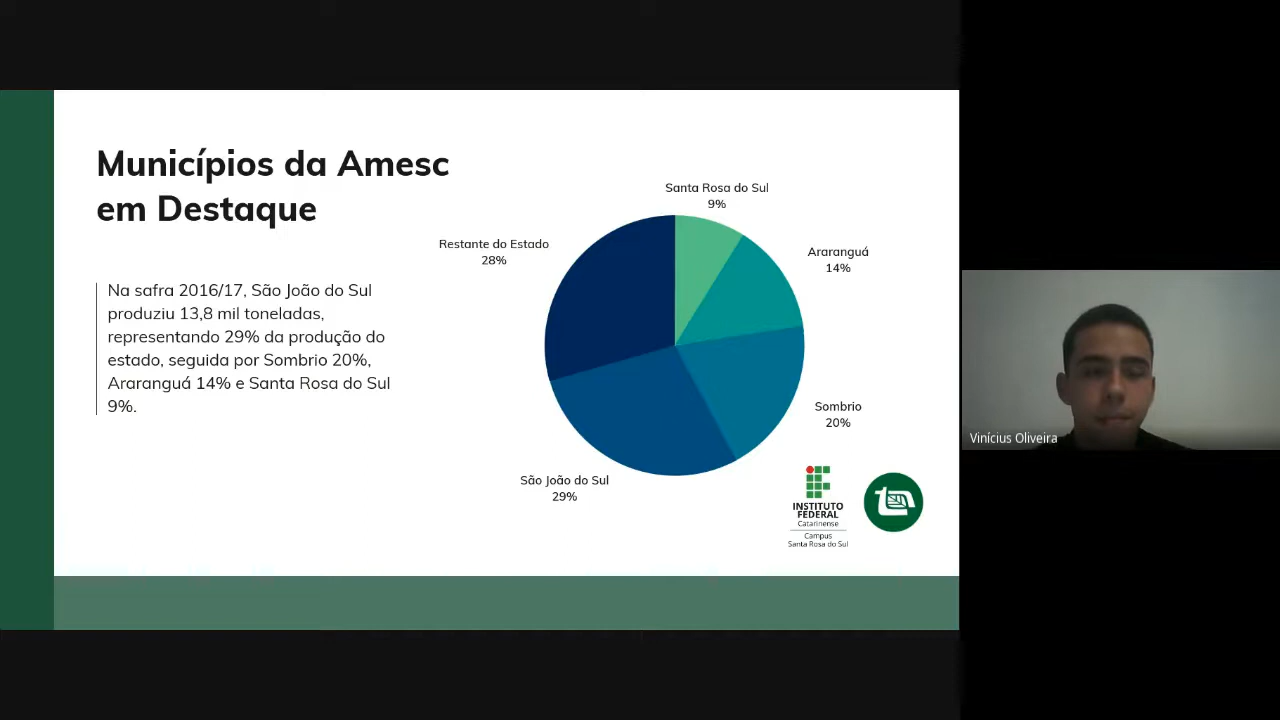 Municípios da Amesc
em Destaque
Na safra 2016/17, São João do Sul
produziu 13,8 mil toneladas,
representando 29% da produção do
estado, seguida por Sombrio 20%,
Araranguá 14% e Santa Rosa do Sul
9%.
Santa Rosa do Sul
9%
Restante do Estado
28%
Araranguá
14%
Sombrio
20%
São João do Sul
29%
INSTITUTO
FEDERAL
Catarinense
Campus
Santa Rosa do Sul
Vinícius Oliveira